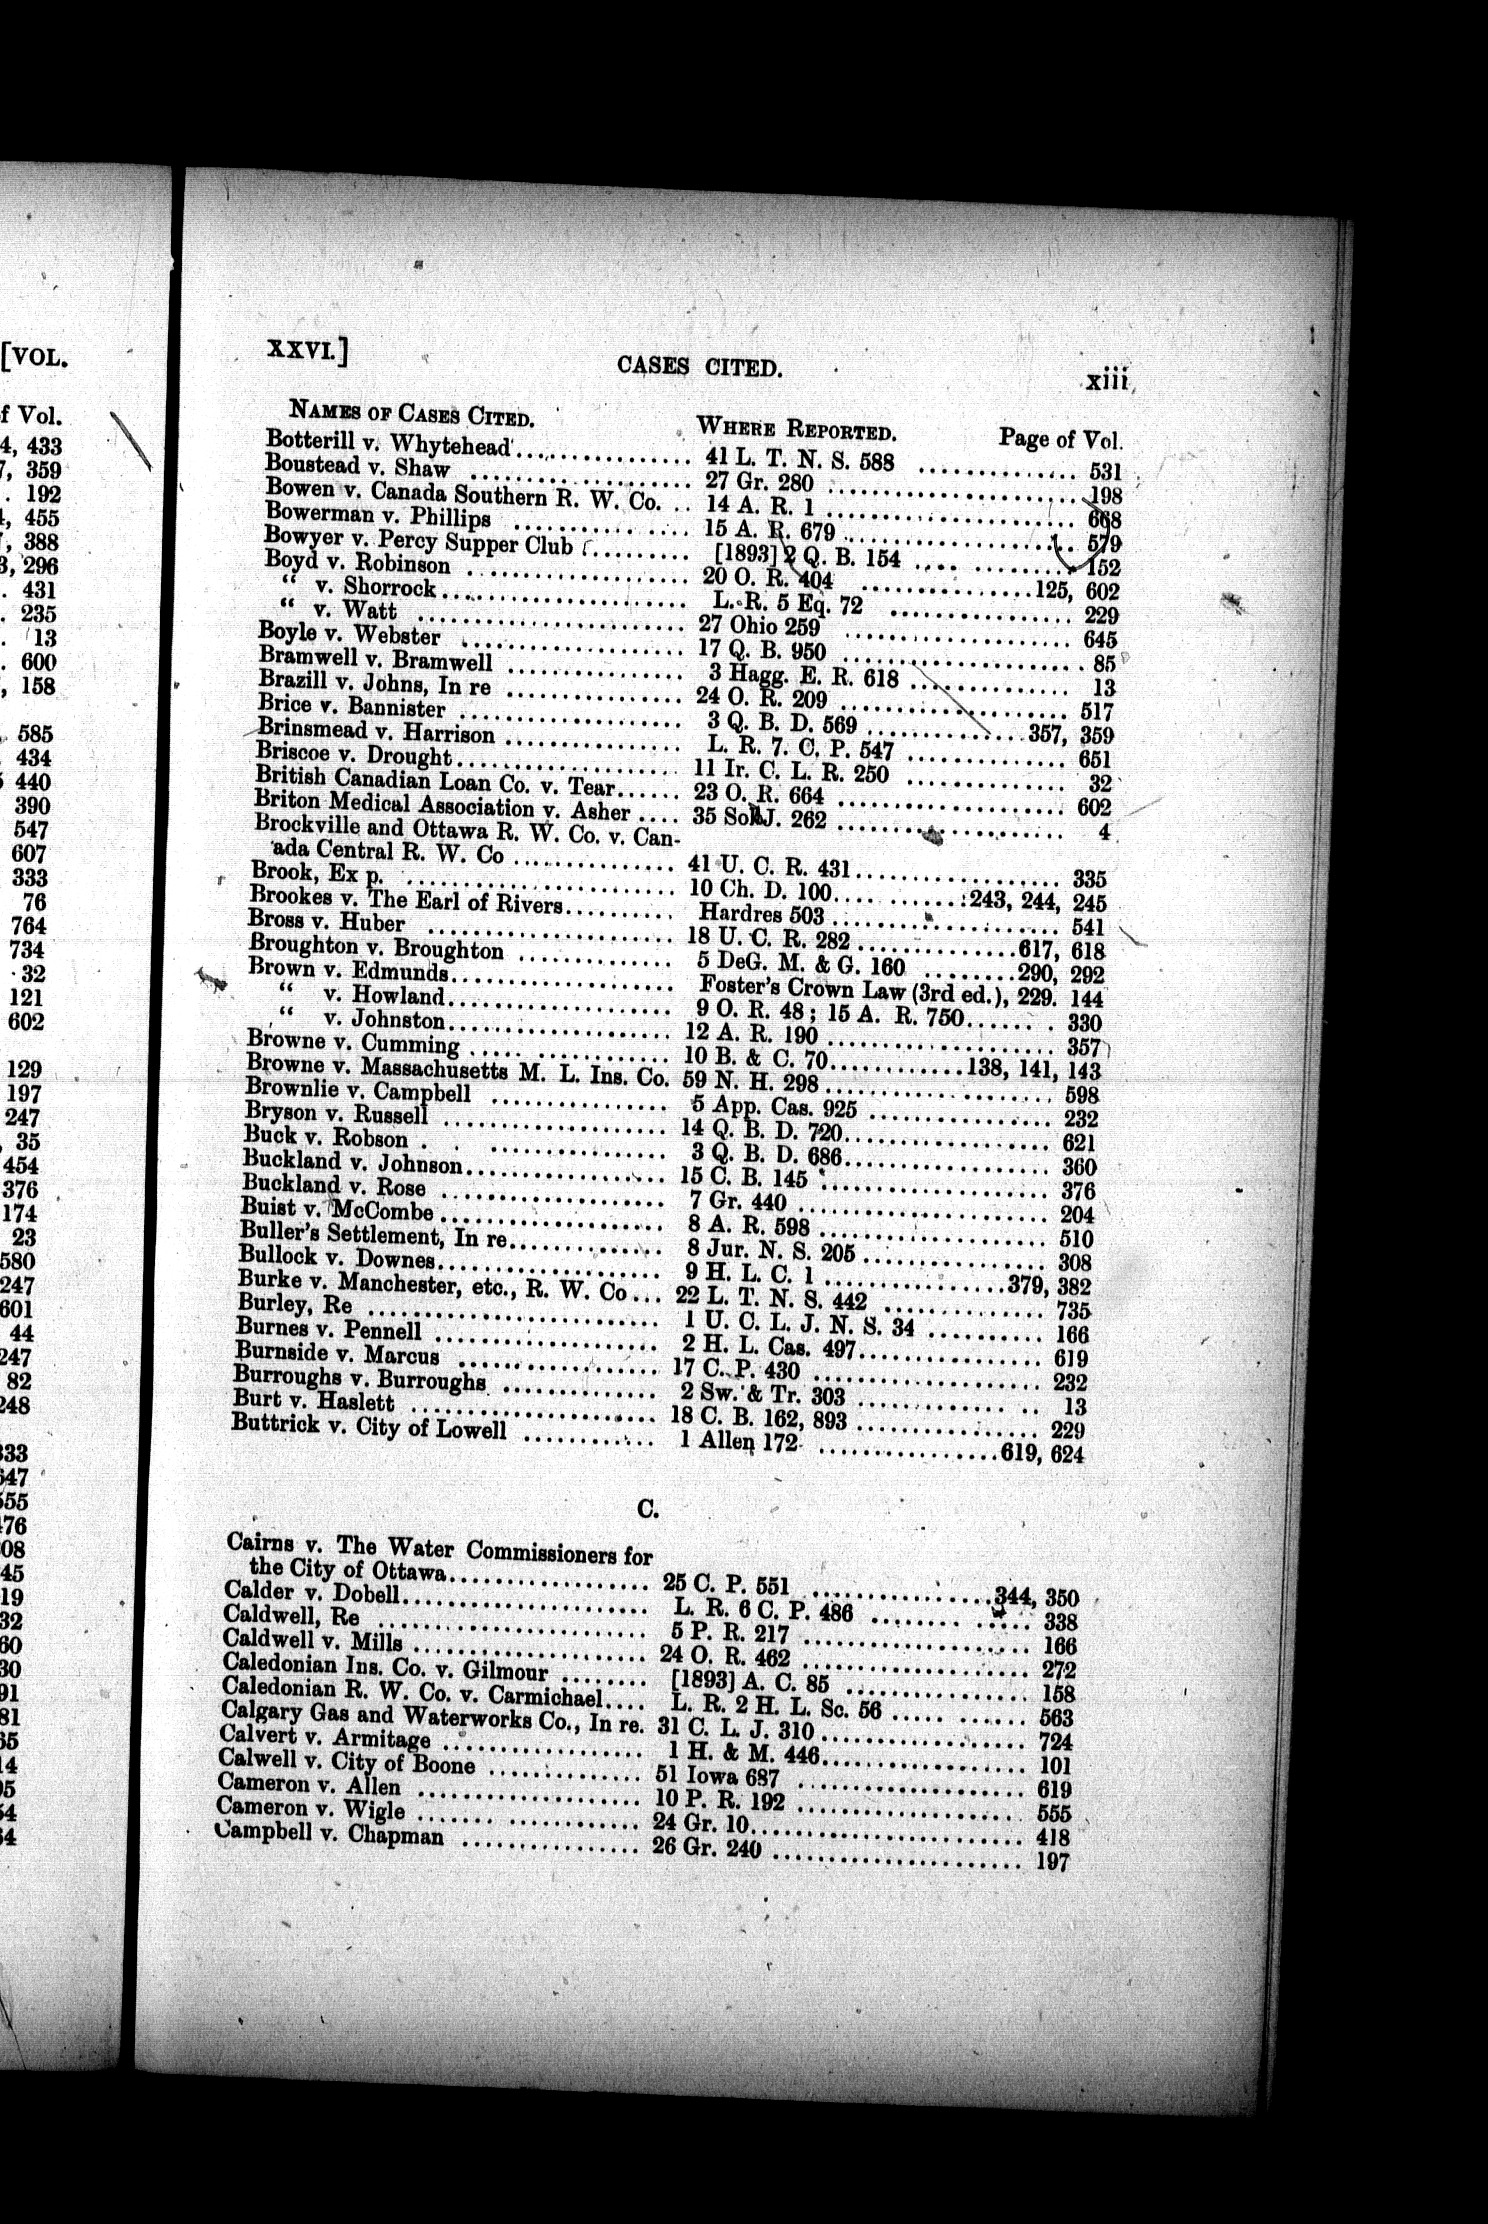 [VOL.
f Vol.
4, 433
7, 359
192
, 455
, 388
3, 296
431
235
13
600
, 158
585
434
440
390
547
607
333
76
764
734
32
121
602
129
197
247
, 35
454
376
174
23
580
247
601
44
247
82
248
XXVI.] CASES CITED. xiii
NAMES OF CASES CITED. WHERE REPORTED. Page of Vol.
Botterill v. Whytehead ............... 41 L. T. N. S. 588 .............. 531
Boustead v. Shaw .................... 27 Gr. 280 ...................... 198
Bowen v. Canada Southern R. W. Co. .. 14 A. R. 1 ...................... 668
Bowerman v. Phillips ................ 15 A. R. 679 .................... 579
Bowyer v. Percy Supper Club ......... [1893] 2 Q. B. 154 .... ......... 152
Boyd v. Robinson .................... 20 O. R. 404 ............... 125, 602
“ v. Shorrock ...................... L. R. 5 Eq. 72 ................ 229
“ v. Watt ........................ 27 Ohio 259 .................... 645
Boyle v. Webster .................... 17 Q. B. 950 ...................... 85
Bramwell v. Bramwell ................ 3 Hagg. E. R. 618 .............. 13
Brazill v. Johns, In re ................ 24 O. R. 209 .................... 517
Brice v. Bannister .................... 3 Q. B. D. 569 .............. 357, 359
Brinsmead v. Harrison ................ L. R. 7. C. P. 547 .............. 651
Briscoe v. Drought .................... 11 Ir. C. L. R. 250 .............. 32
British Canadian Loan Co. v. Tear ...... 23 O. R. 664 .................... 602
Briton Medical Association v. Asher .... 35 Sol. J. 262 .................... 4
Brockville and Ottawa R. W. Co. v. Can-
ada Central R. W. Co ............... 41 U. C. R. 431 .................. 335
Brook, Ex p. ........................ 10 Ch. D. 100 .............. 243, 244, 245
Brookes v. The Earl of Rivers .......... Hardres 503 .................... 541
Bross v. Huber ...................... 18 U. C. R. 282 .............. 617, 618
Broughton v. Broughton .............. 5 DeG. M. & G. 160 ......... 290, 292
Brown v. Edmunds .................... Foster's Crown Law (3rd ed.), 229. 144
“ v. Howland .................... 9 O. R. 48; 15 A. R. 750 ...... . 330
“ v. Johnston .................... 12 A. R. 190 .................... 357
Browne v. Cumming ..... ............ 10 B. & C. 70 ............ 138, 141, 143
Browne v. Massachusetts M. L. Ins. Co. 59 N. H. 298 .................... 598
Brownlie v. Campbell ................ 5 App. Cas. 925 ................ 232
Bryson v. Russell .................... 14 Q. B. D. 720 .................. 621
Buck v. Robson . . ................ 3 Q. B. D. 686 .................. 360
Buckland v. Johnson .................. 15 C. B. 145 .................... 376
Buckland v. Rose .................... 7 Gr. 440 ...................... 204
Buist v. McCombe .................... 8 A. R. 598 .................... 510
Buller's Settlement, In re .............. 8 Jur. N. S. 205 ................ 308
Bullock v. Downes .................... 9 H. L. C. 1 ................ 379, 382
Burke v. Manchester, etc., R. W. Co ... 22 L. T. N. S. 442 .............. 735
Burley, Re .......................... 1 U. C. L. J. N. S. 34 .......... 166
Burnes v. Pennell .................... 2 H. L. Cas. 497 ................ 619
Burnside v. Marcus .................. 17 C. P. 430 .................... 232
Burroughs v. Burroughs .............. 2 Sw. & Tr. 303 .............. .. 13
Burt v. Haslett ...................... 18 C. B. 162, 893 ................ 229
Buttrick v. City of Lowell ............ 1 Allen 172 ................ 619, 624
C.
Cairns v. The Water Commissioners for
the City of Ottawa .................. 25 C. P. 551 ................ 344, 350
Calder v. Dobell ...................... L. R. 6 C. P. 486 ........ ..... 338
Caldwell, Re ........................ 5 P. R. 217 .................... 166
Caldwell v. Mills .................... 24 O. R. 462 .................... 272
Caledonian Ins. Co. v. Gilmour ........ [1893] A. C. 85 ................ 158
Caledonian R. W. Co. v. Carmichael .... L. R. 2 H. L. Sc. 56 ..... ...... 563
Calgary Gas and Waterworks Co., In re. 31 C. L. J. 310 .................. 724
Calvert v. Armitage .................. 1 H. & M. 446 .................. 101
Calwell v. City of Boone .............. 51 Iowa 687 .................... 619
Cameron v. Allen .................... 10 P. R. 192 .................... 555
Cameron v. Wigle ....... ............ 24 Gr. 10 ........................ 418
Campbell v. Chapman ................ 26 Gr. 240 ...................... 197